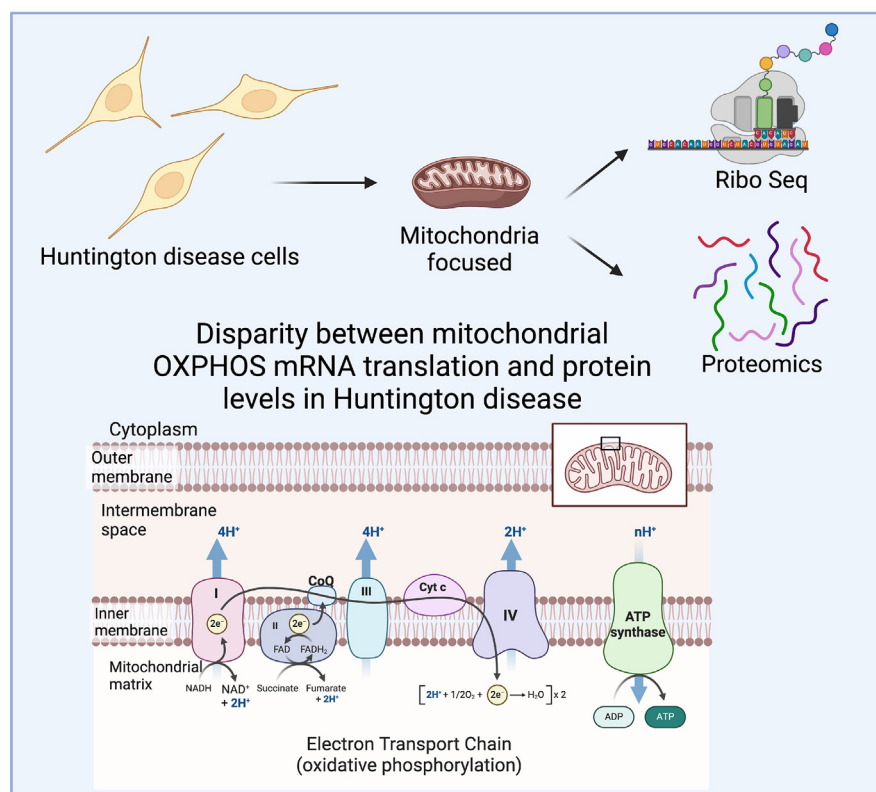 Huntington disease cells
Mitochondria
focused
Ribo Seq
Proteomics
Disparity between mitochondrial
OXPHOS mRNA translation and protein
levels in Huntington disease
Cytoplasm
Outer
membrane
Intermembrane
space
4H⁺
4H⁺
2H⁺
nH⁺
I
CoQ
III
Cyt c
IV
ATP
synthase
Inner
membrane
2e⁻
II
2e⁻
FAD
FADH₂
Mitochondrial
matrix
NADH
NAD⁺
+ 2H⁺
Succinate
Fumarate
+ 2H⁺
[2H⁺ + 1/2O₂ + 2e⁻ → H₂O] x 2
ADP
ATP
Electron Transport Chain
(oxidative phosphorylation)